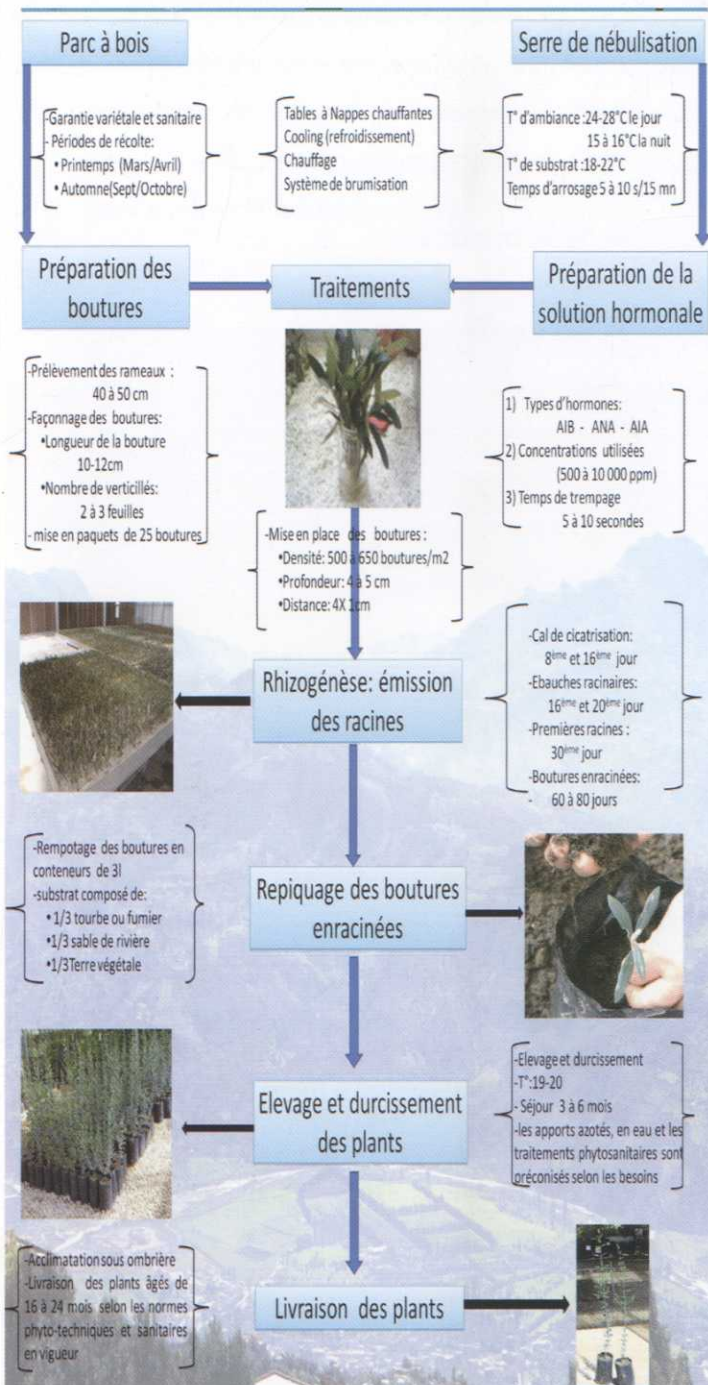 Parc à bois
Serre de nébulisation
-Garantie variétale et sanitaire
- Périodes de récolte:
• Printemps (Mars/Avril)
• Automne(Sept/Octobre)
Tables à Nappes chauffantes
Cooling (refroidissement)
Chauffage
Système de brumisation
T° d'ambiance :24-28°C le jour
15 à 16°C la nuit
T° de substrat :18-22°C
Temps d'arrosage 5 à 10 s/15 mn
Préparation des
boutures
Traitements
Préparation de la
solution hormonale
-Prélèvement des rameaux :
40 à 50 cm
-Façonnage des boutures:
•Longueur de la bouture
10-12cm
•Nombre de verticillés:
2 à 3 feuilles
- mise en paquets de 25 boutures
1) Types d'hormones:
AIB - ANA - AIA
2) Concentrations utilisées
(500 à 10 000 ppm)
3) Temps de trempage
5 à 10 secondes
-Mise en place des boutures :
•Densité: 500 à 650 boutures/m2
•Profondeur: 4 à 5 cm
•Distance: 4X 1cm
Rhizogénèse: émission
des racines
-Cal de cicatrisation:
8ème et 16ème jour
-Ebauches racinaires:
16ème et 20ème jour
-Premières racines :
30ème jour
-Boutures enracinées:
- 60 à 80 jours
-Rempotage des boutures en
conteneurs de 3l
-substrat composé de:
• 1/3 tourbe ou fumier
•1/3 sable de rivière
•1/3Terre végétale
Repiquage des boutures
enracinées
Elevage et durcissement
des plants
-Elevage et durcissement
-T°:19-20
- Séjour 3 à 6 mois
-les apports azotés, en eau et les
traitements phytosanitaires sont
préconisés selon les besoins
-Acclimatation sous ombrière
-Livraison des plants âgés de
16 à 24 mois selon les normes
phyto-techniques et sanitaires
en vigueur
Livraison des plants